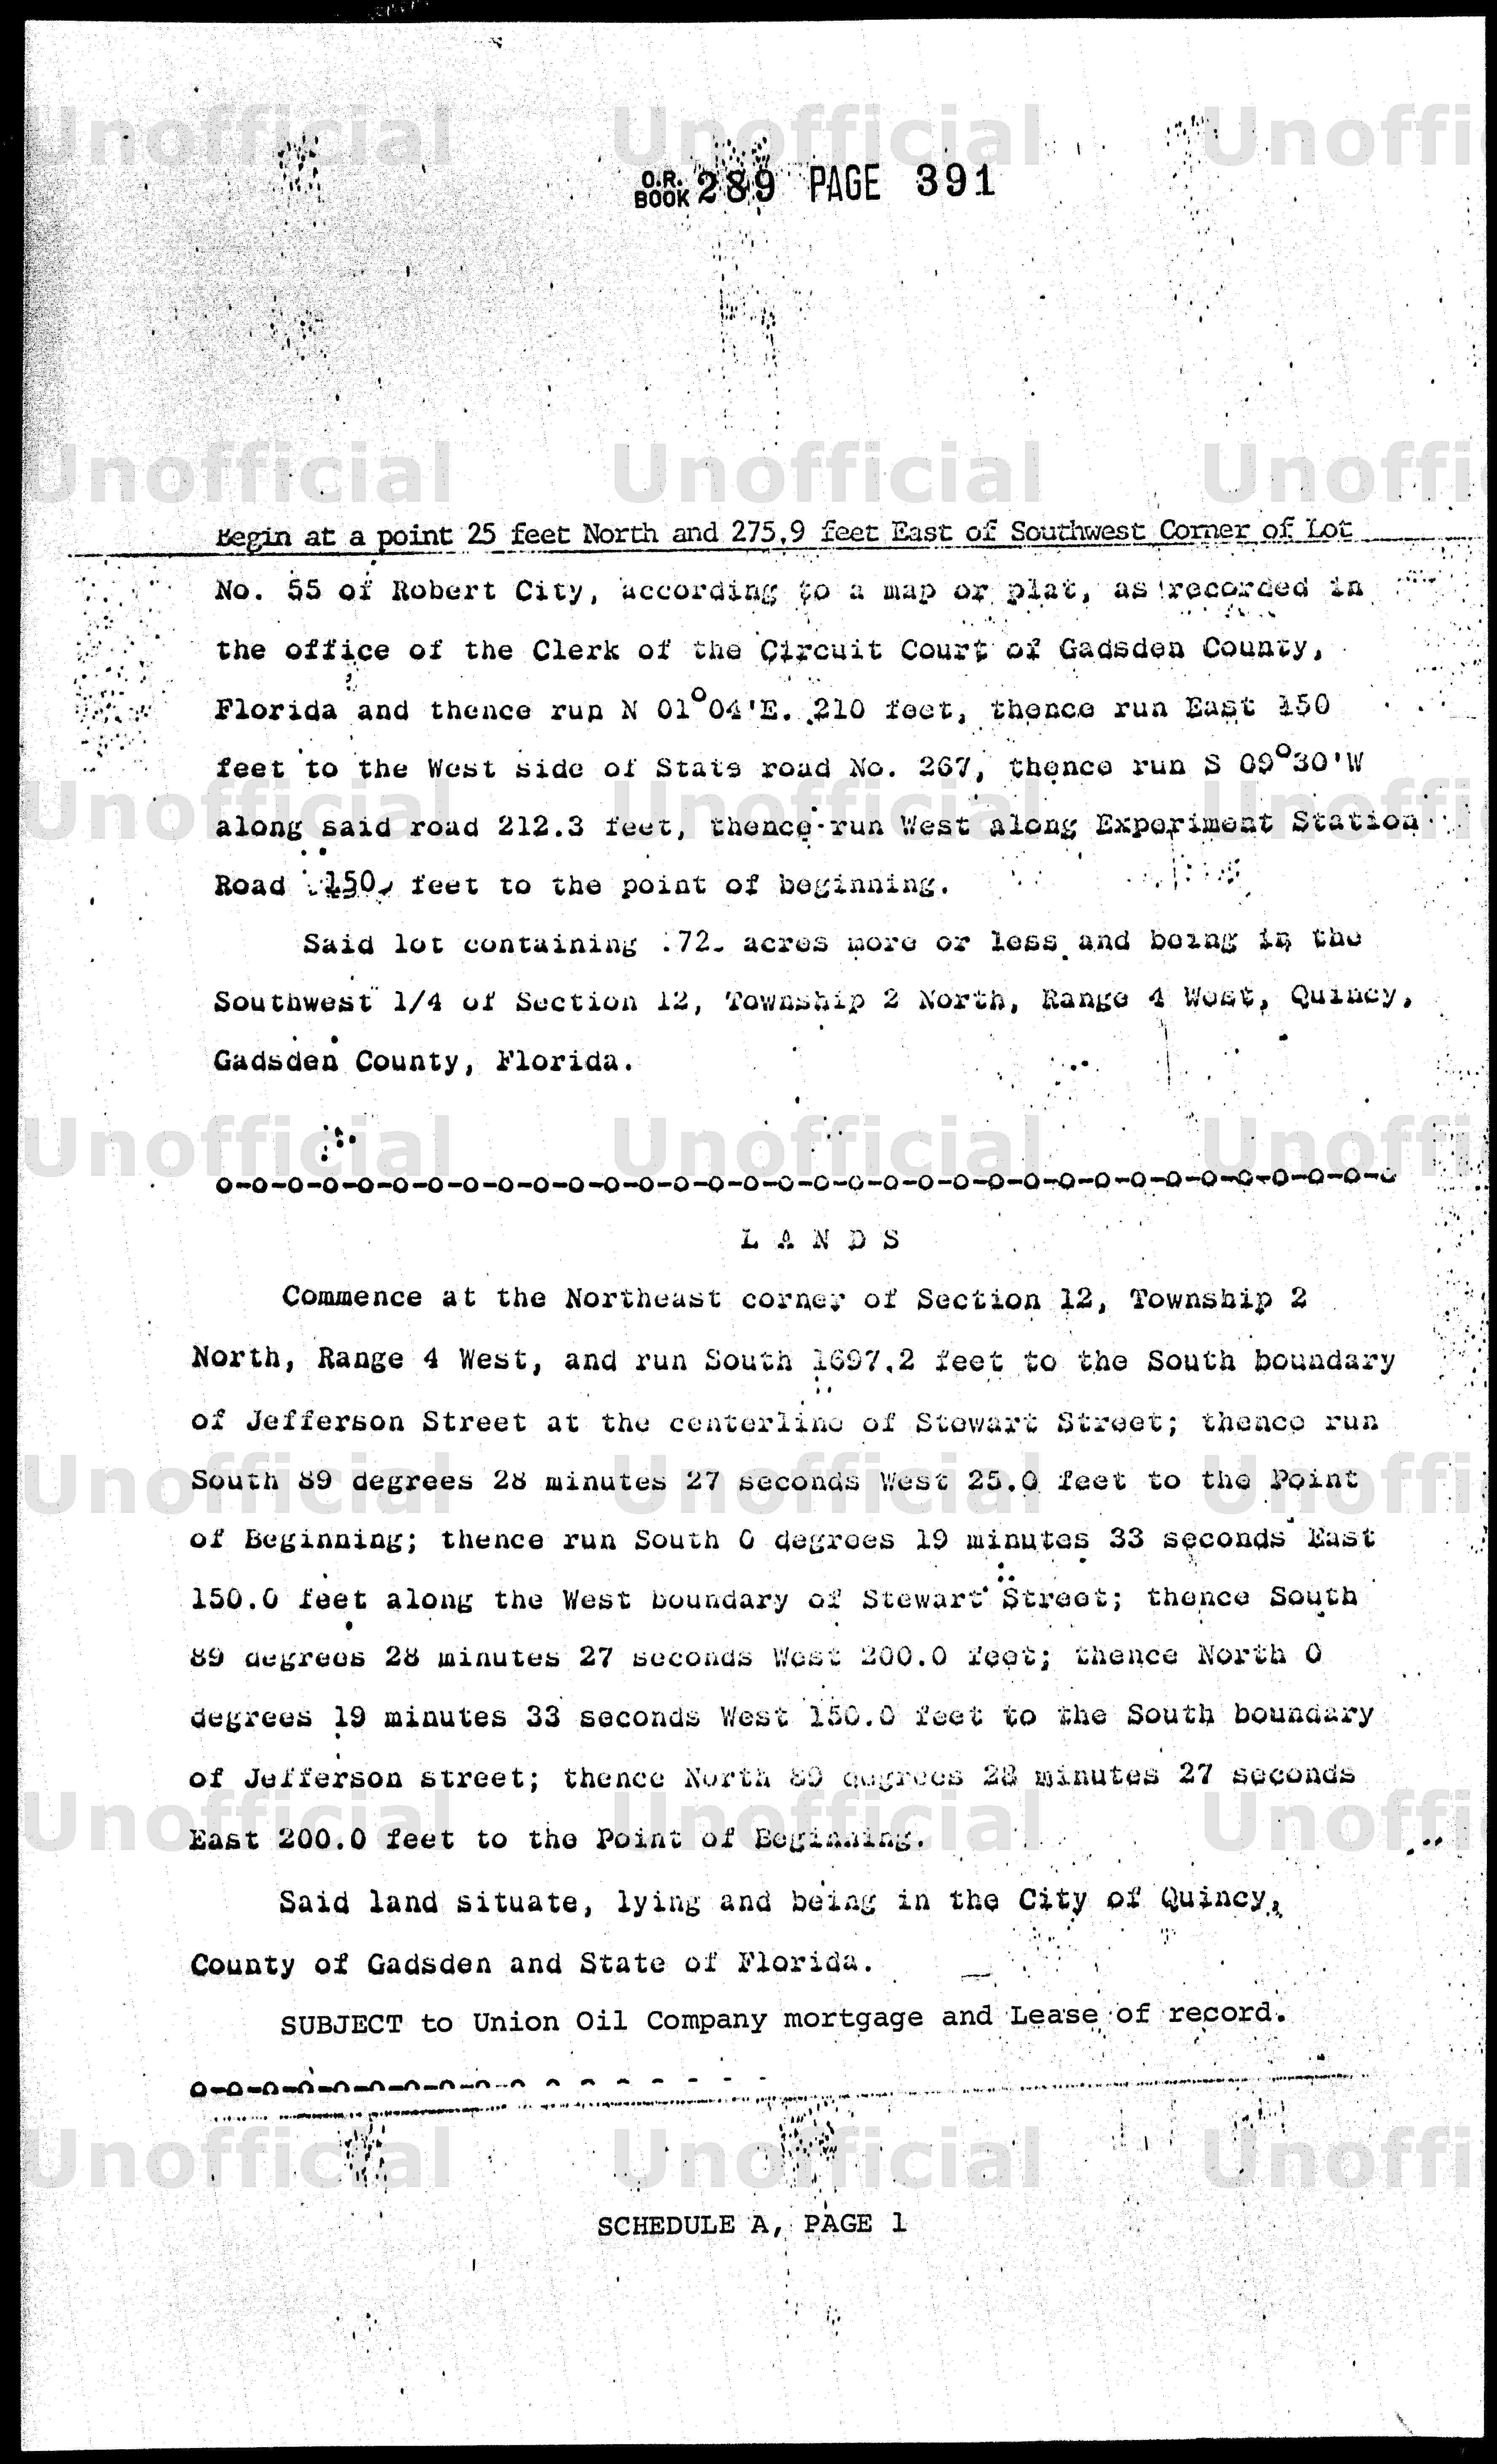 Unofficial Unofficial Unoffi
O.R. BOOK 289 PAGE 391
Unofficial Unofficial Unoffi
Begin at a point 25 feet North and 275.9 feet East of Southwest Corner of Lot
No. 55 of Robert City, according to a map or plat, as recorded in
the office of the Clerk of the Circuit Court of Gadsden County,
Florida and thence run N 01°04'E. 210 feet, thence run East 150
feet to the West side of State road No. 267, thence run S 09°30'W
Unofficial Unofficial Unoffi
along said road 212.3 feet, thence run West along Experiment Station
Road 150 feet to the point of beginning.
Said lot containing .72 acres more or less and being in the
Southwest 1/4 of Section 12, Township 2 North, Range 4 West, Quincy,
Gadsden County, Florida.
Unofficial Unofficial Unoffi
o-o-o-o-o-o-o-o-o-o-o-o-o-o-o-o-o-o-o-o-o-o-o-o-o-o-o-o-o-o-o-o-o-o
L A N D S
Commence at the Northeast corner of Section 12, Township 2
North, Range 4 West, and run South 1697.2 feet to the South boundary
of Jefferson Street at the centerline of Stewart Street; thence run
South 89 degrees 28 minutes 27 seconds West 25.0 feet to the Point
Unofficial Unofficial Unoffi
of Beginning; thence run South 0 degrees 19 minutes 33 seconds East
150.0 feet along the West boundary of Stewart Street; thence South
89 degrees 28 minutes 27 seconds West 200.0 feet; thence North 0
degrees 19 minutes 33 seconds West 150.0 feet to the South boundary
of Jefferson street; thence North 89 degrees 28 minutes 27 seconds
Unofficial Unofficial Unoffi
East 200.0 feet to the Point of Beginning.
Said land situate, lying and being in the City of Quincy,
County of Gadsden and State of Florida.
SUBJECT to Union Oil Company mortgage and Lease of record.
o-o-o-o-o-o-o-o-o-o
Unofficial Unofficial Unoffi
SCHEDULE A, PAGE 1